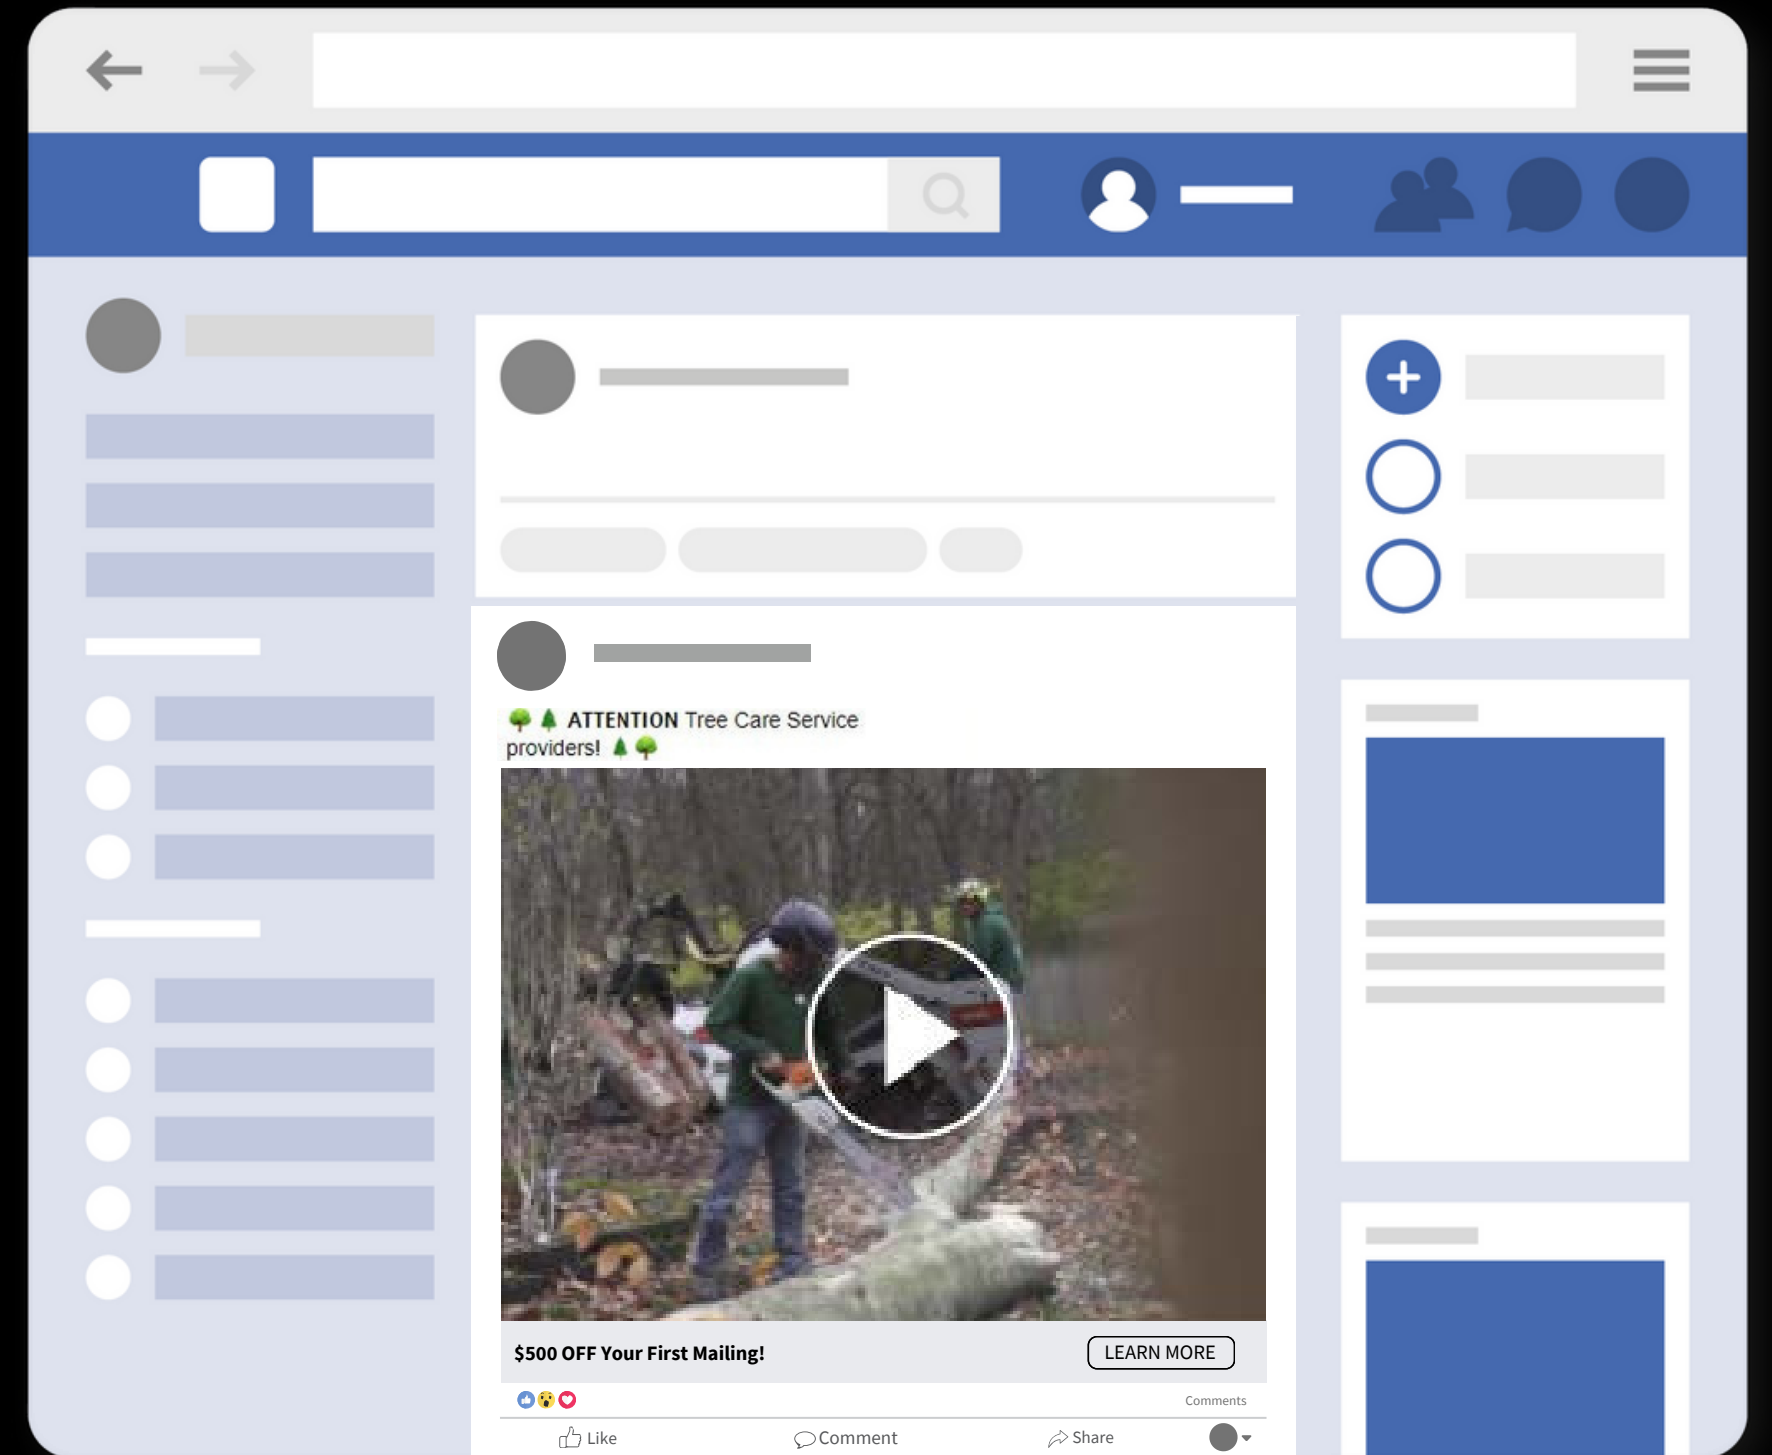 🌳🌲 ATTENTION Tree Care Service
providers! 🌲🌳
$500 OFF Your First Mailing!
LEARN MORE
Comments
Like
Comment
Share